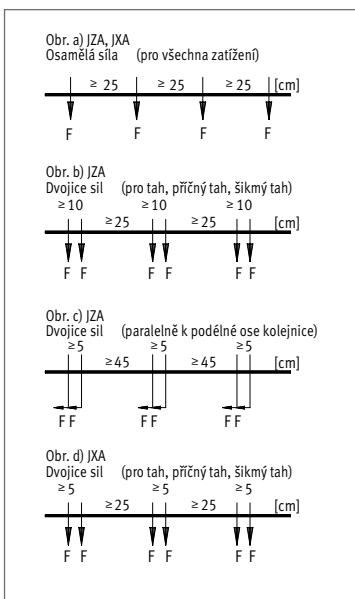 Obr. a) JZA, JXA
Osamělá síla (pro všechna zatížení)
≥ 25 ≥ 25 ≥ 25 [cm]
F F F F
Obr. b) JZA
Dvojice sil (pro tah, příčný tah, šikmý tah)
≥10 ≥10 ≥10
≥25 ≥25 [cm]
F F F F F F
Obr. c) JZA
Dvojice sil (paralelně k podélné ose kolejnice)
≥5 ≥5 ≥5
≥45 ≥45 [cm]
F F F F F F
Obr. d) JXA
Dvojice sil (pro tah, příčný tah, šikmý tah)
≥5 ≥5 ≥5
≥25 ≥25 [cm]
F F F F F F